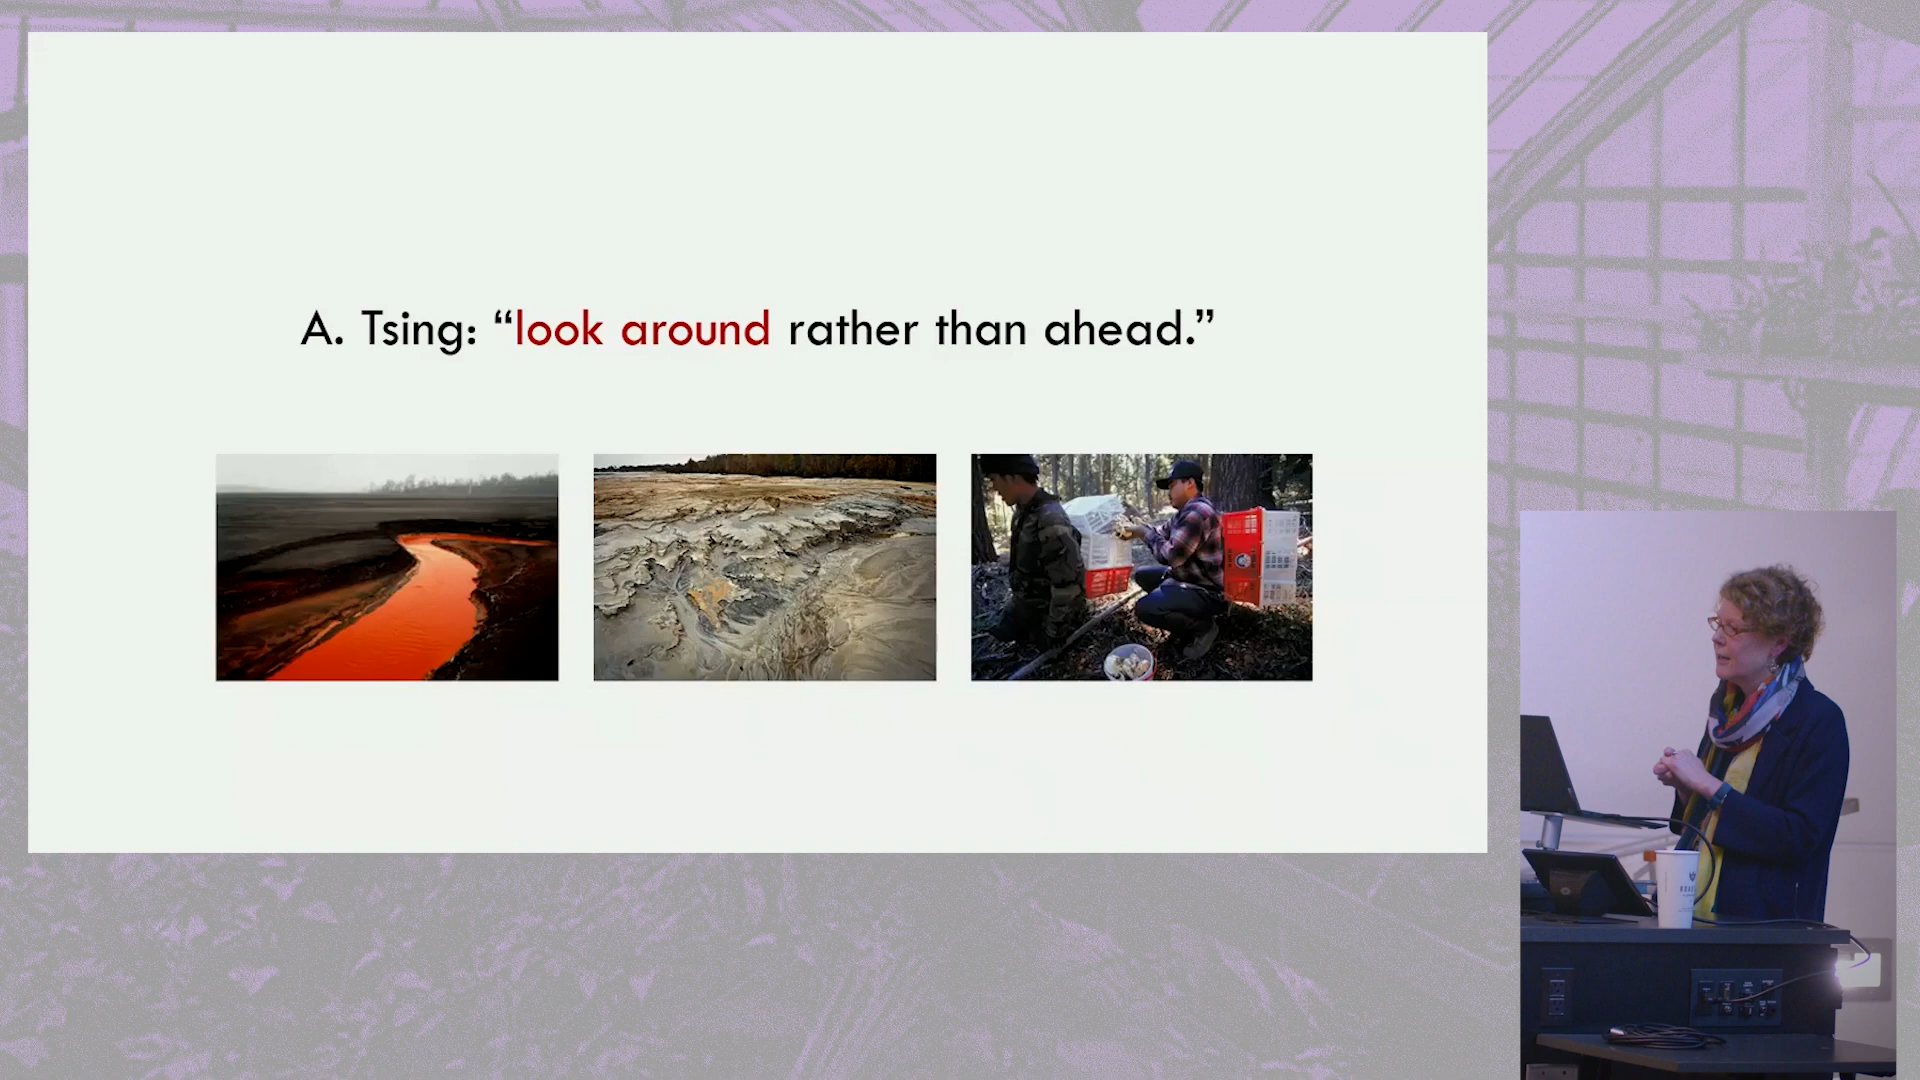 A. Tsing: “look around rather than ahead.”